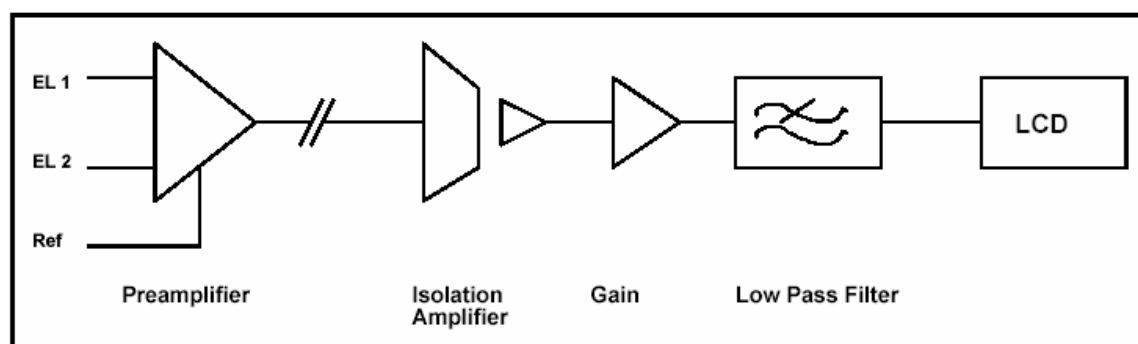 EL 1
EL 2
Ref
LCD
Preamplifier
Isolation
Amplifier
Gain
Low Pass Filter